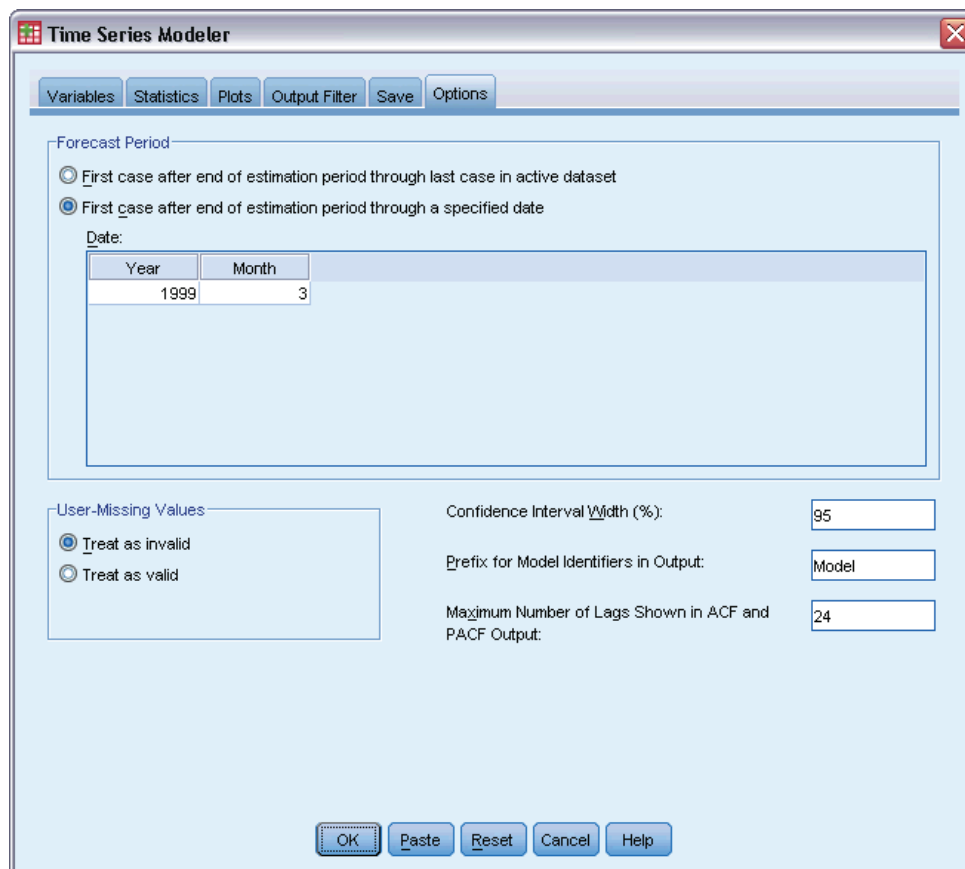 Time Series Modeler
Variables Statistics Plots Output Filter Save Options
Forecast Period
First case after end of estimation period through last case in active dataset
First case after end of estimation period through a specified date
Date:
Year Month
1999 3
User-Missing Values
Treat as invalid
Treat as valid
Confidence Interval Width (%):
95
Prefix for Model Identifiers in Output:
Model
Maximum Number of Lags Shown in ACF and
PACF Output:
24
OK Paste Reset Cancel Help